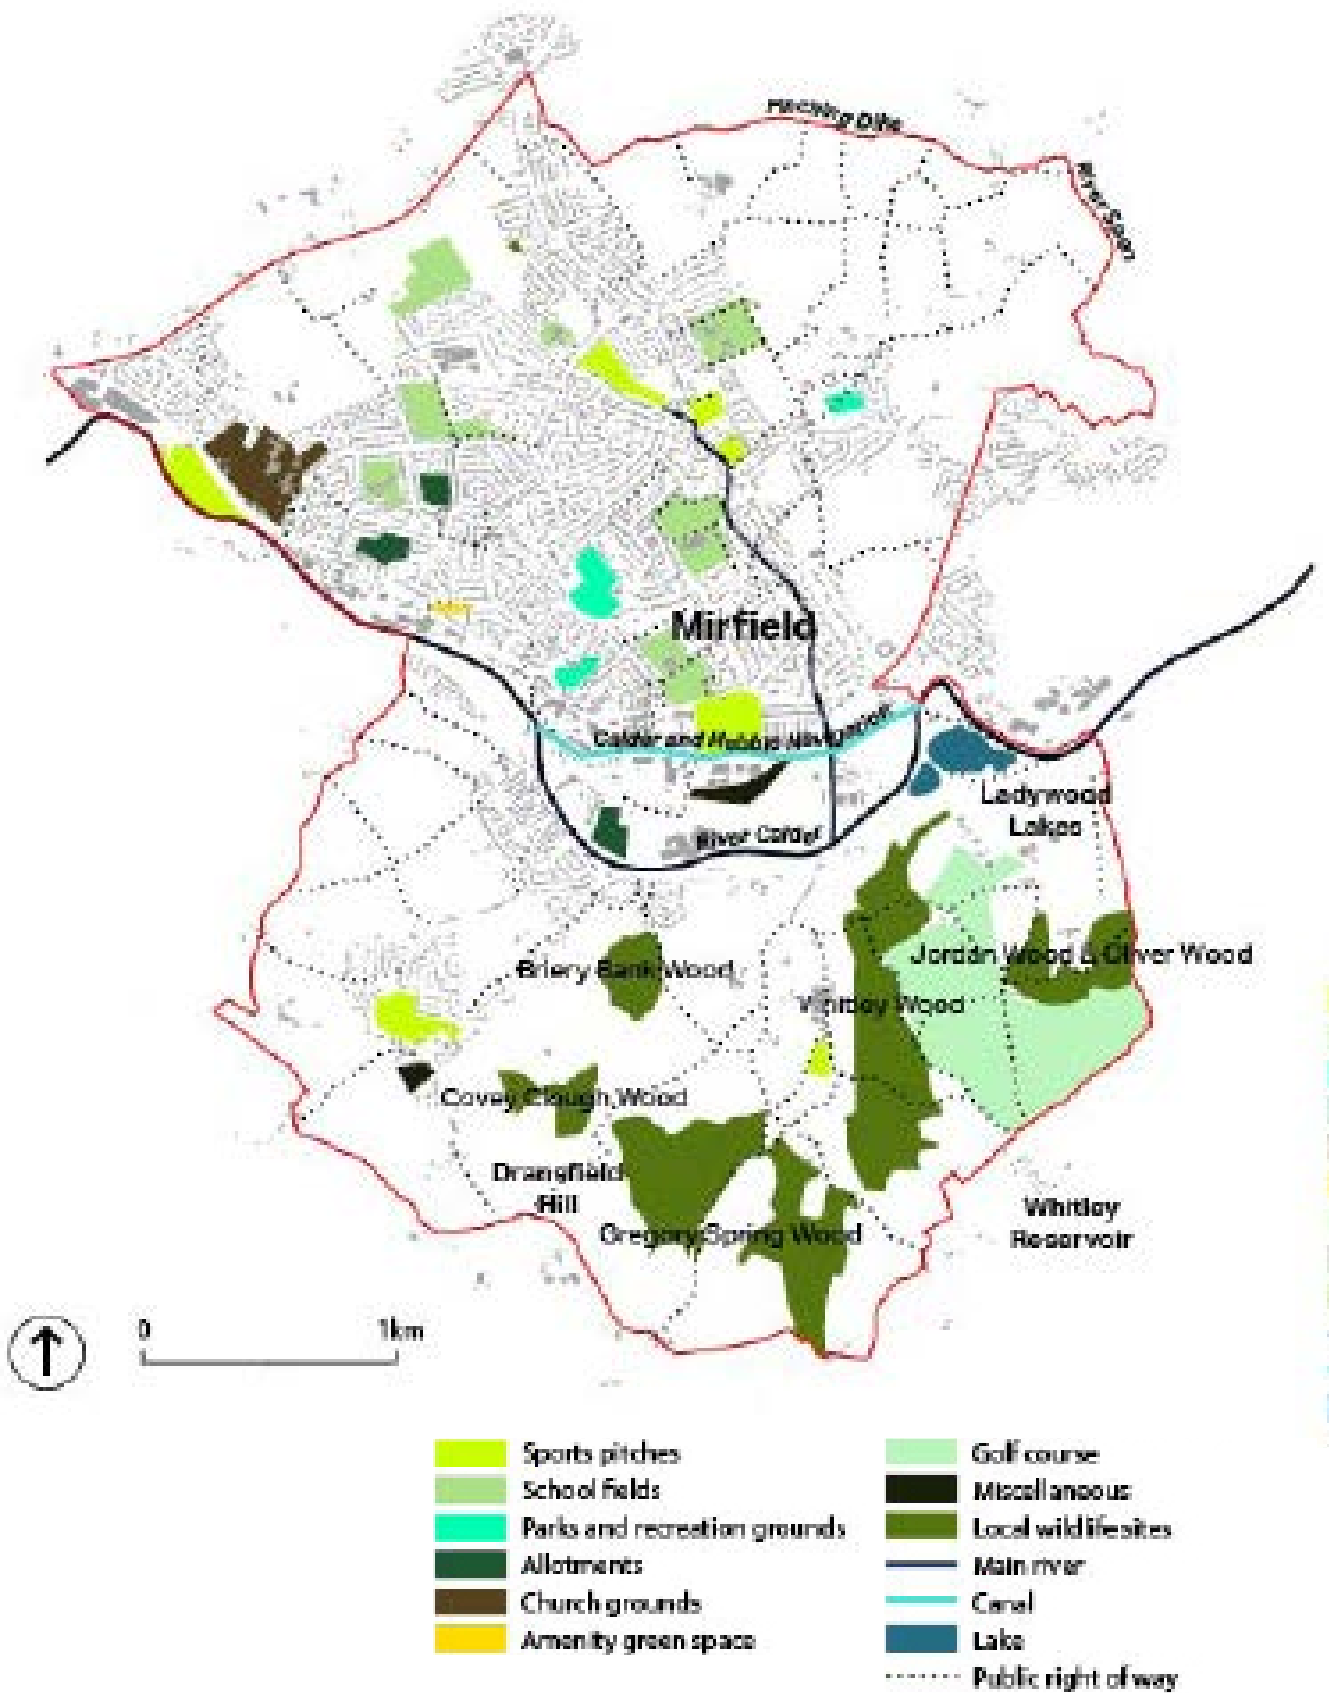 River Spen
Mirfield
Calder and Hebble Navigation
Ladywood
Lakes
River Calder
Jordan Wood & Oliver Wood
Briery Bank Wood
Whitley Wood
Covey Clough Wood
Dransfield
Hill
Whitley
Reservoir
Gregory Spring Wood
0 1km
Sports pitches
School fields
Parks and recreation grounds
Allotments
Church grounds
Amenity green space
Golf course
Miscellaneous
Local wildlife sites
Main river
Canal
Lake
Public right of way